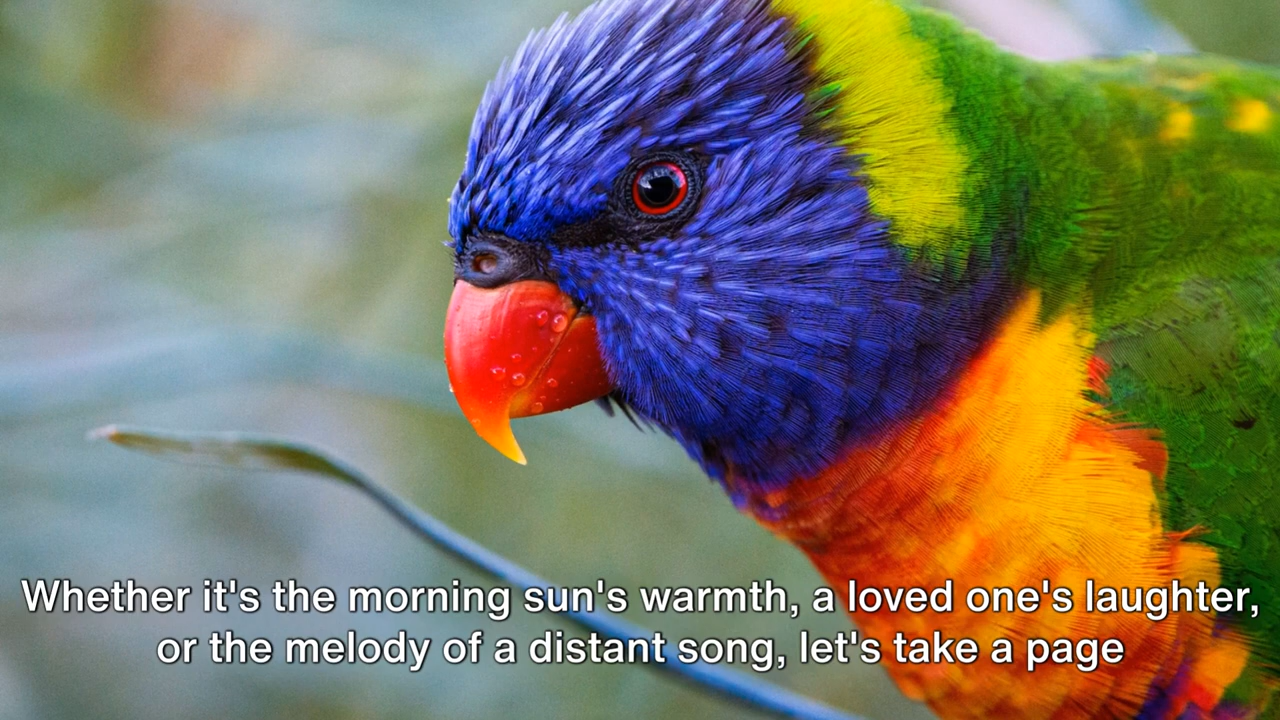 Whether it's the morning sun's warmth, a loved one's laughter,
or the melody of a distant song, let's take a page